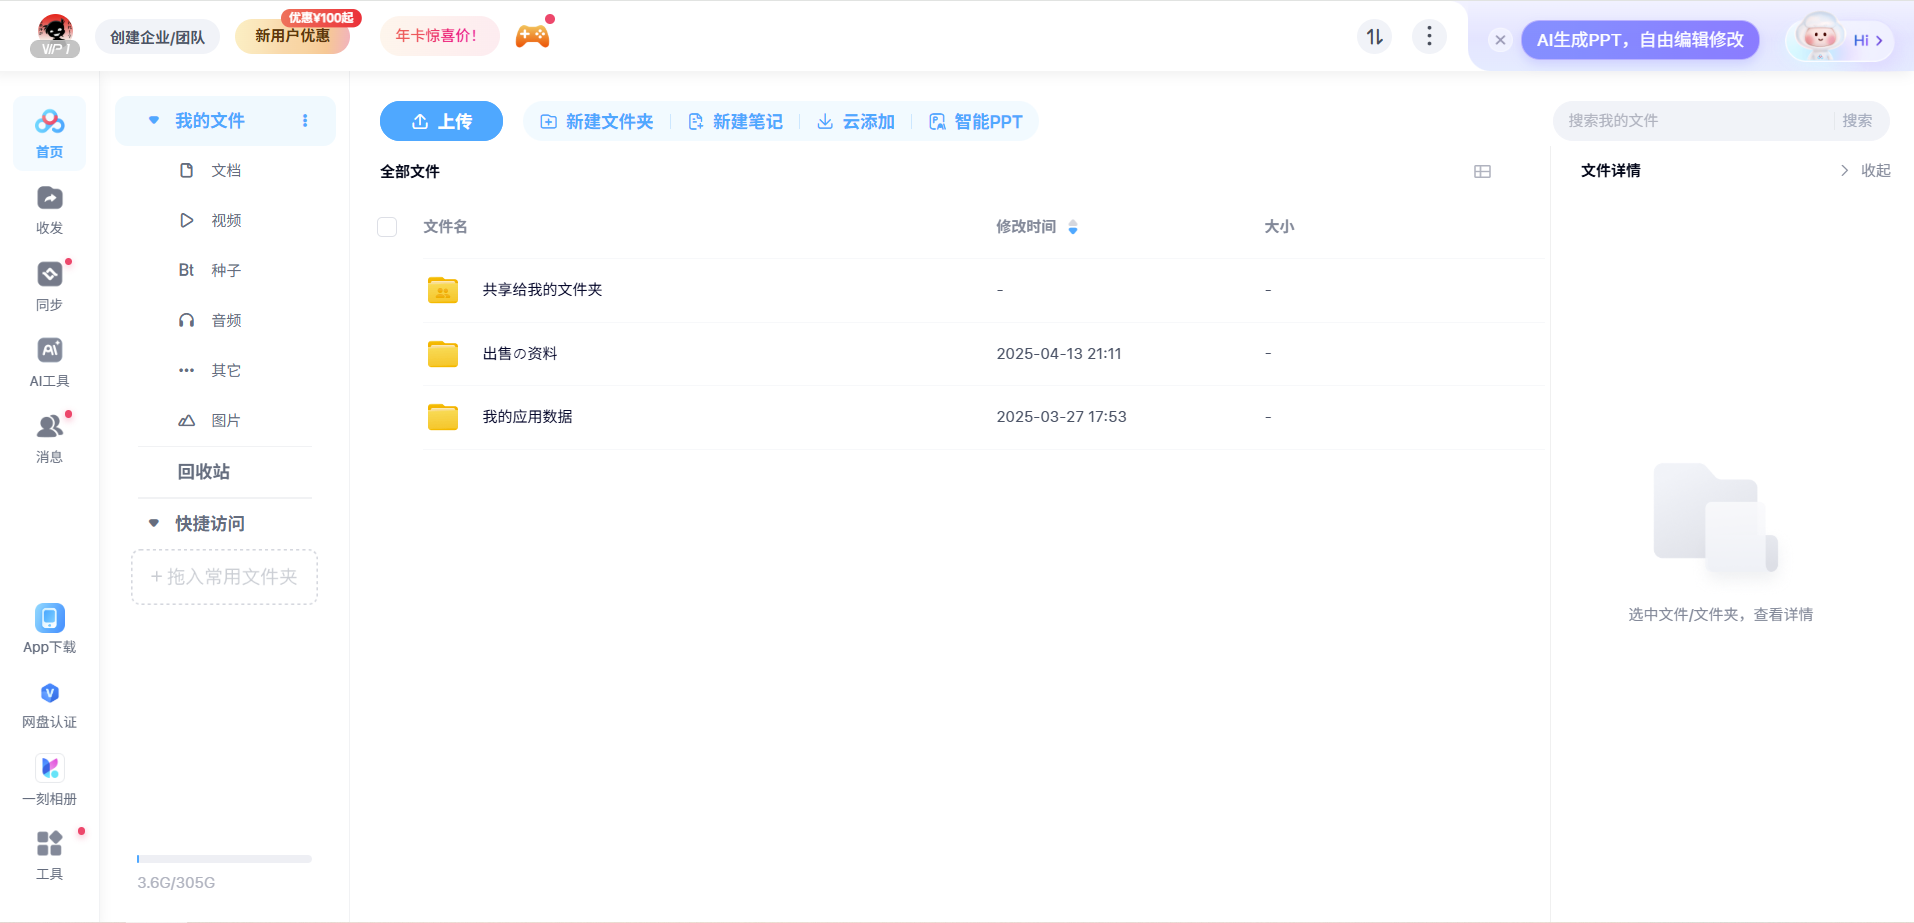 VIP 1
创建企业/团队
优惠¥100起
新用户优惠
年卡惊喜价!
AI生成PPT，自由编辑修改
Hi
首页
收发
同步
AI
AI工具
消息
App下载
网盘认证
一刻相册
工具
我的文件
文档
视频
Bt 种子
音频
其它
图片
回收站
快捷访问
+ 拖入常用文件夹
3.6G/305G
上传
新建文件夹
新建笔记
云添加
智能PPT
搜索我的文件
搜索
全部文件
文件名 修改时间 大小
共享给我的文件夹 - -
出售の资料 2025-04-13 21:11 -
我的应用数据 2025-03-27 17:53 -
文件详情
收起
选中文件/文件夹，查看详情